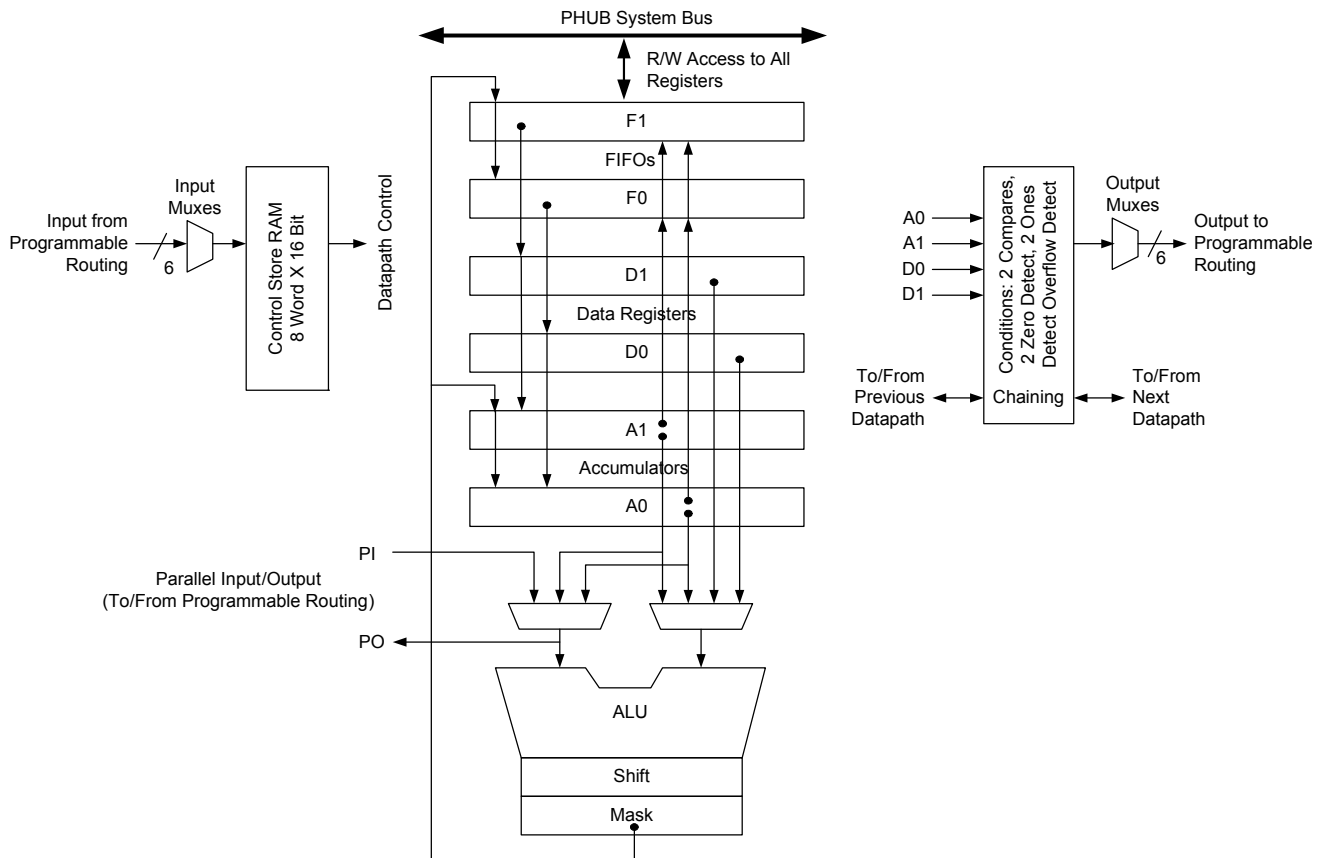 PHUB System Bus
R/W Access to All
Registers
F1
FIFOs
F0
D1
Data Registers
D0
A1
Accumulators
A0
Input from
Programmable
Routing
6
Input
Muxes
Control Store RAM
8 Word X 16 Bit
Datapath Control
A0
A1
D0
D1
Conditions: 2 Compares,
2 Zero Detect, 2 Ones
Detect Overflow Detect
Output
Muxes
6
Output to
Programmable
Routing
To/From
Previous
Datapath
Chaining
To/From
Next
Datapath
PI
Parallel Input/Output
(To/From Programmable Routing)
PO
ALU
Shift
Mask